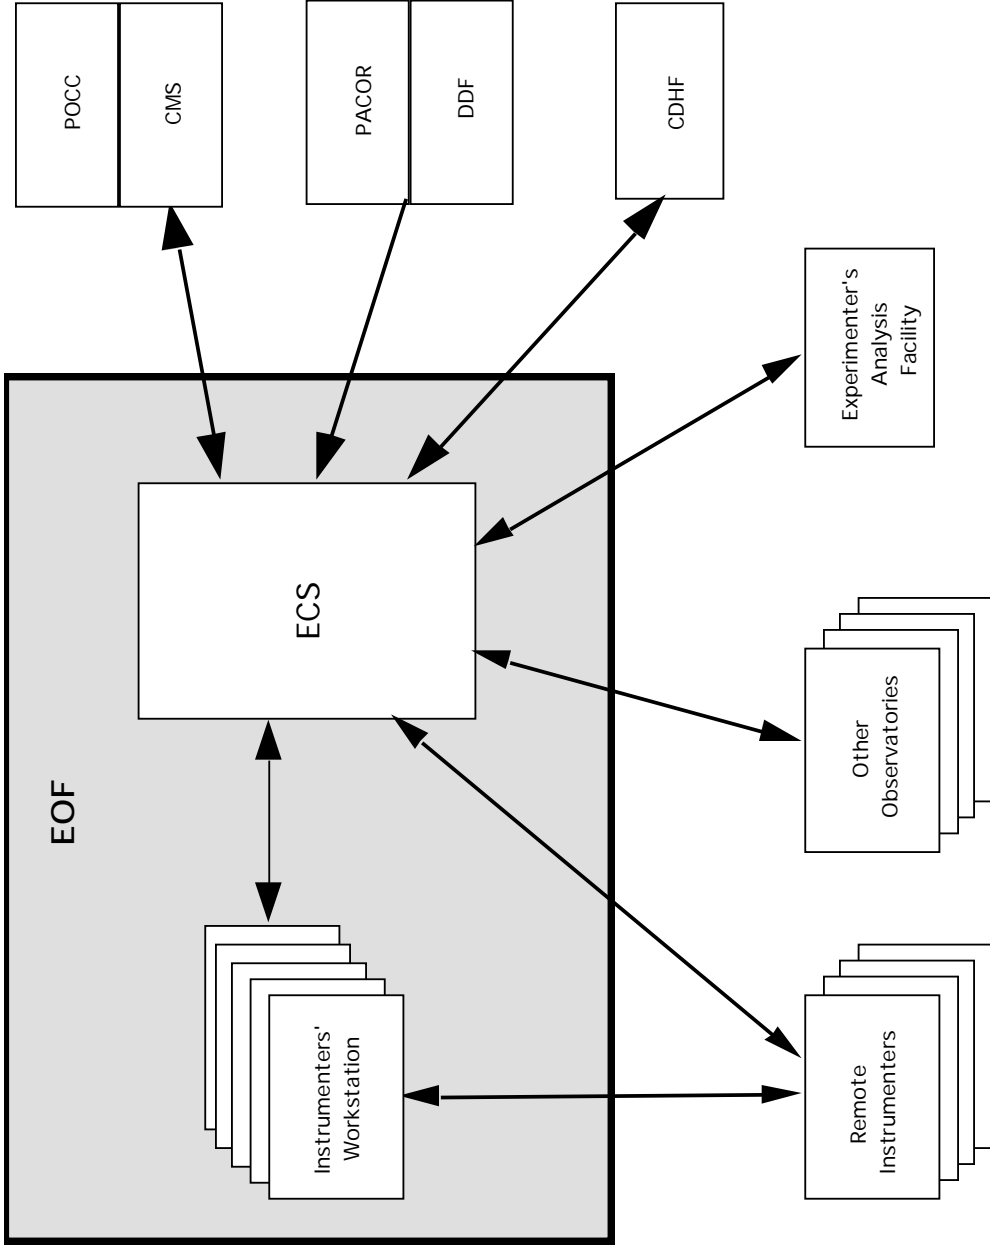 POCC
CMS
PACOR
DDF
CDHF
Experimenter's
Analysis
Facility
ECS
EOF
Other
Observatories
Instrumenters'
Workstation
Remote
Instrumenters